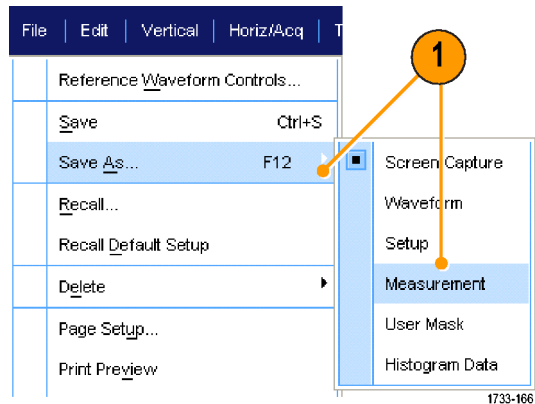 File Edit Vertical Horiz/Acq T
1
Reference Waveform Controls...
Save Ctrl+S
Save As... F12
Recall...
Recall Default Setup
Delete
Page Setup...
Print Preview
Screen Capture
Waveform
Setup
Measurement
User Mask
Histogram Data
1733-166